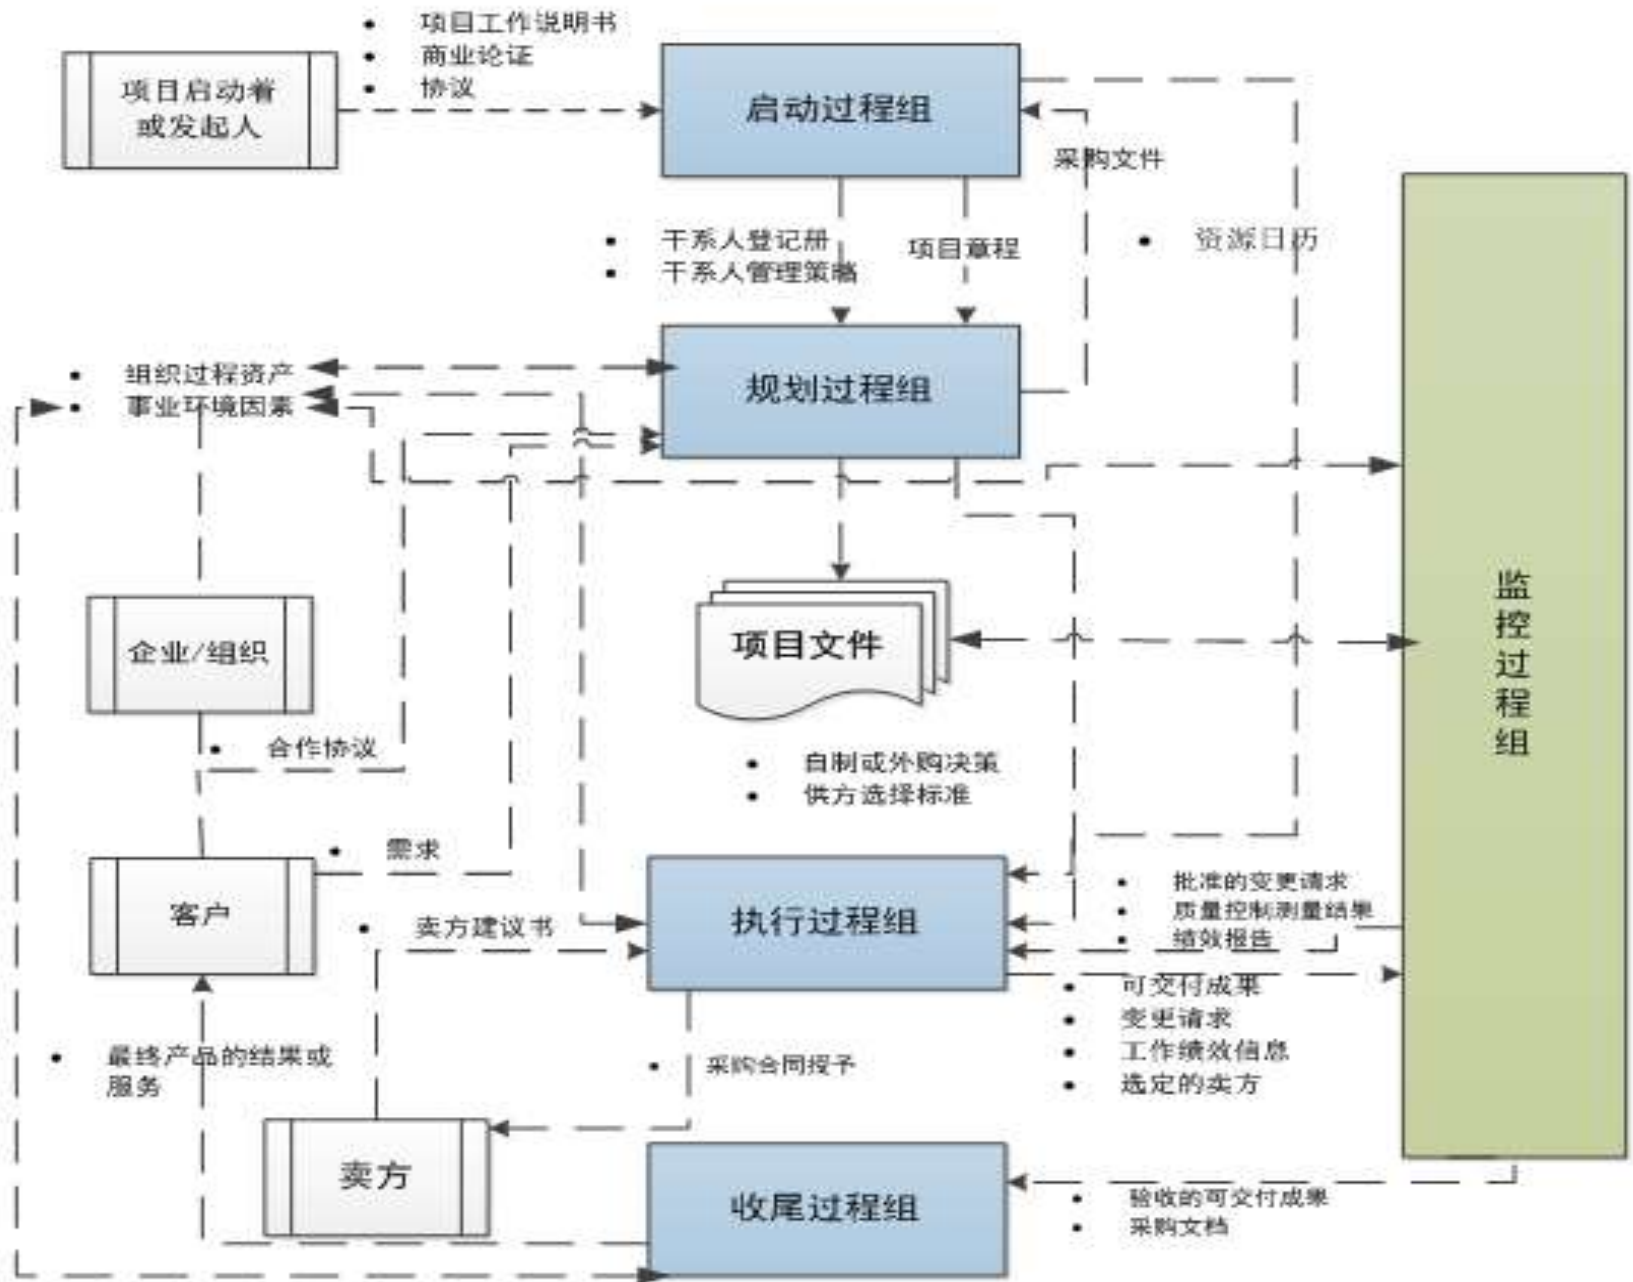 项目工作说明书
商业论证
协议
项目启动着
或发起人
启动过程组
采购文件
干系人登记册
干系人管理策略
项目章程
资源日历
组织过程资产
事业环境因素
规划过程组
监控过程组
企业/组织
项目文件
合作协议
自制或外购决策
供方选择标准
需求
客户
卖方建议书
执行过程组
批准的变更请求
质量控制测量结果
绩效报告
可交付成果
变更请求
工作绩效信息
选定的卖方
最终产品的结果或
服务
采购合同授予
卖方
收尾过程组
验收的可交付成果
采购文档